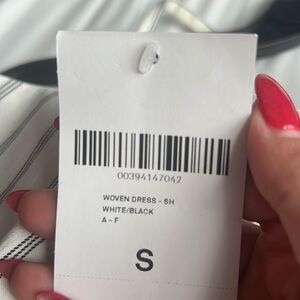 00394147042
WOVEN DRESS - SH
WHITE/BLACK
A - F
S